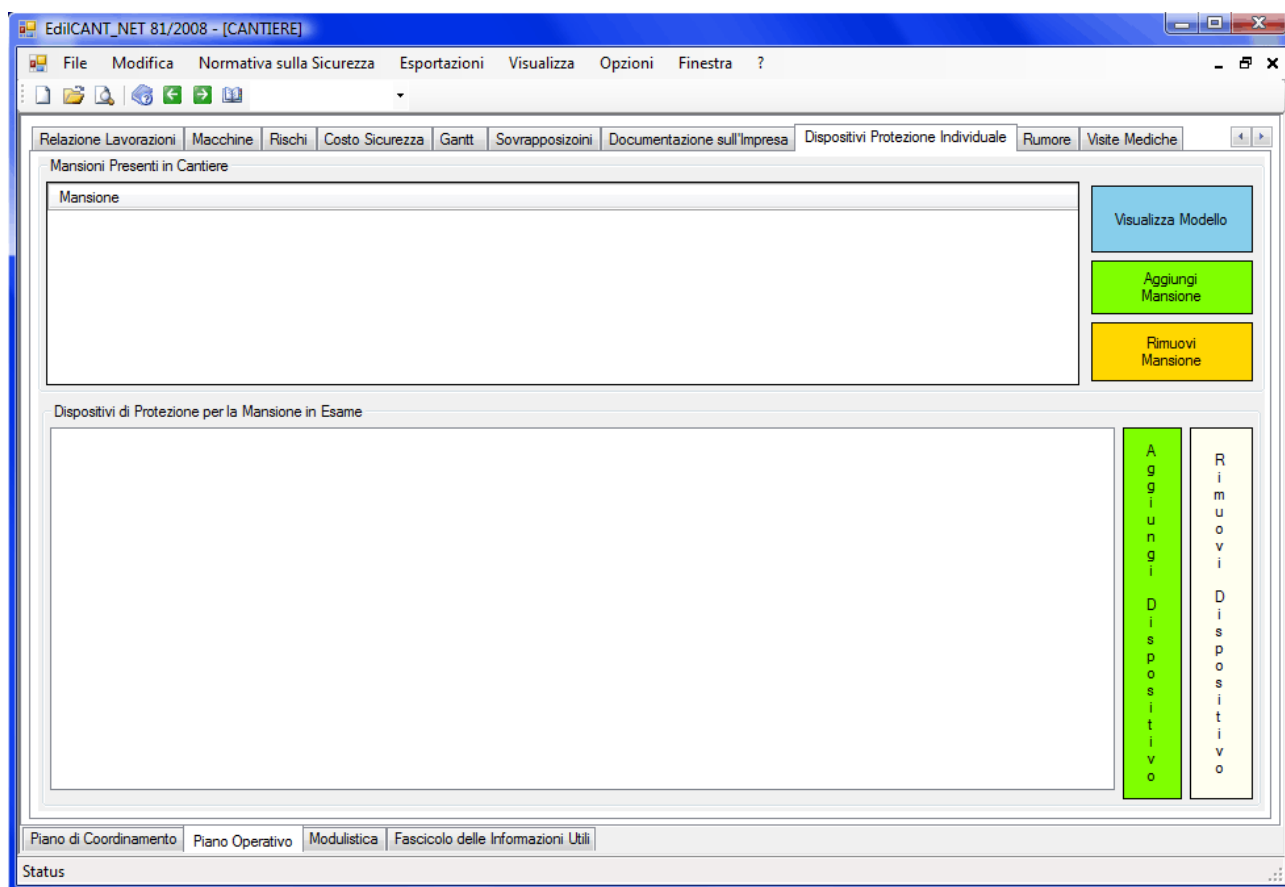 EdilCANT_NET 81/2008 - [CANTIERE]
File Modifica Normativa sulla Sicurezza Esportazioni Visualizza Opzioni Finestra ?
Relazione Lavorazioni Macchine Rischi Costo Sicurezza Gantt Sovrapposizoini Documentazione sull'Impresa Dispositivi Protezione Individuale Rumore Visite Mediche
Mansioni Presenti in Cantiere
Mansione
Visualizza Modello
Aggiungi
Mansione
Rimuovi
Mansione
Dispositivi di Protezione per la Mansione in Esame
Aggiungi Dispositivo
Rimuovi Dispositivo
Piano di Coordinamento Piano Operativo Modulistica Fascicolo delle Informazioni Utili
Status